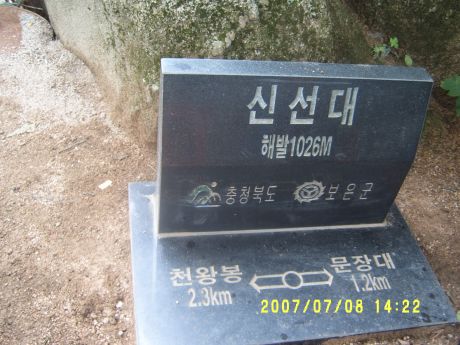 신선대
해발1026M
충청북도 보은군
천왕봉 문장대
2.3km 1.2km
2007/07/08 14:22